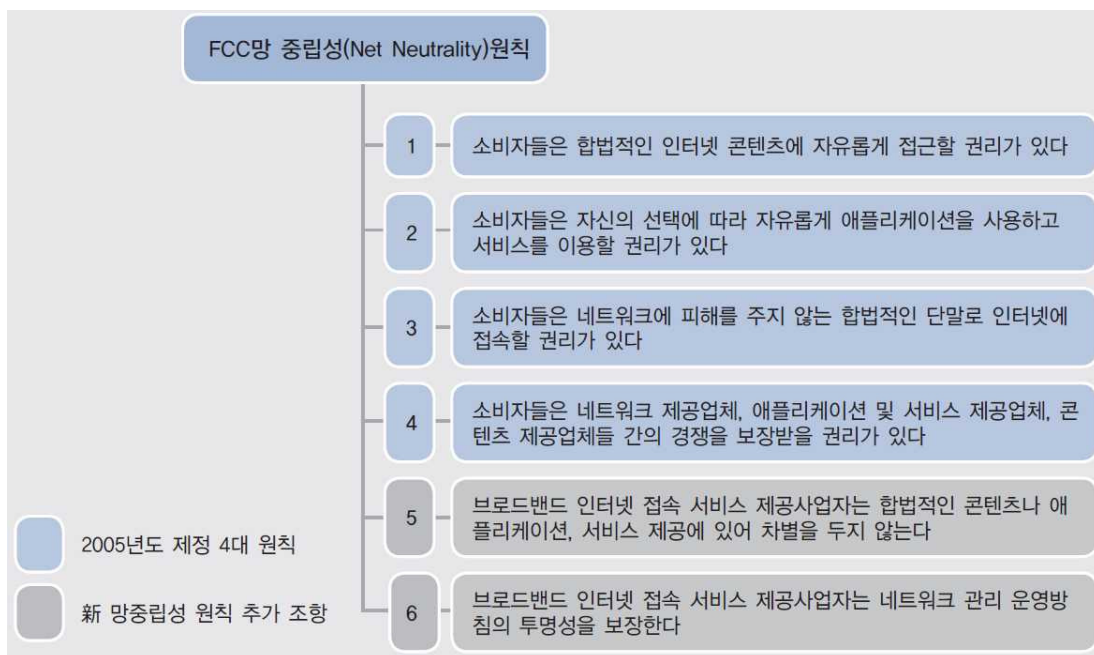 FCC망 중립성(Net Neutrality)원칙
1
소비자들은 합법적인 인터넷 콘텐츠에 자유롭게 접근할 권리가 있다
2
소비자들은 자신의 선택에 따라 자유롭게 애플리케이션을 사용하고
서비스를 이용할 권리가 있다
3
소비자들은 네트워크에 피해를 주지 않는 합법적인 단말로 인터넷에
접속할 권리가 있다
4
소비자들은 네트워크 제공업체, 애플리케이션 및 서비스 제공업체, 콘
텐츠 제공업체들 간의 경쟁을 보장받을 권리가 있다
5
브로드밴드 인터넷 접속 서비스 제공사업자는 합법적인 콘텐츠나 애
플리케이션, 서비스 제공에 있어 차별을 두지 않는다
6
브로드밴드 인터넷 접속 서비스 제공사업자는 네트워크 관리 운영방
침의 투명성을 보장한다
2005년도 제정 4대 원칙
新 망중립성 원칙 추가 조항